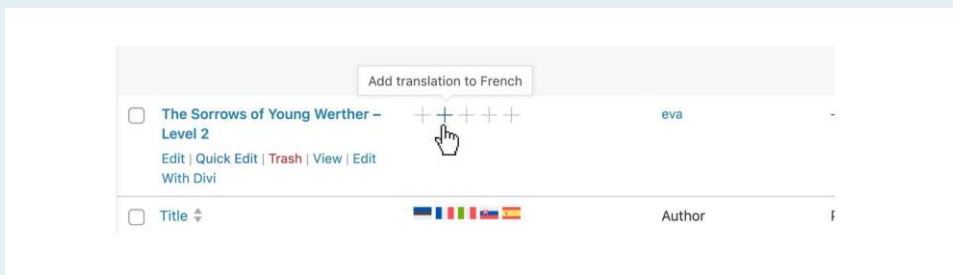 Add translation to French
The Sorrows of Young Werther –
Level 2
eva
-
Edit | Quick Edit | Trash | View | Edit
With Divi
Title
Author